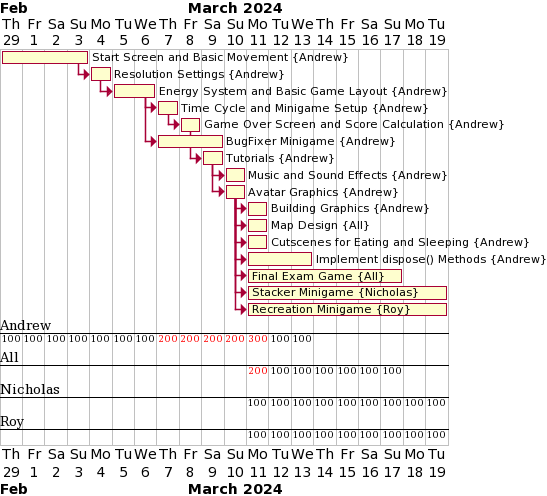 Feb March 2024
Th Fr Sa Su Mo Tu We Th Fr Sa Su Mo Tu We Th Fr Sa Su Mo Tu
29 1 2 3 4 5 6 7 8 9 10 11 12 13 14 15 16 17 18 19
Start Screen and Basic Movement {Andrew}
Resolution Settings {Andrew}
Energy System and Basic Game Layout {Andrew}
Time Cycle and Minigame Setup {Andrew}
Game Over Screen and Score Calculation {Andrew}
BugFixer Minigame {Andrew}
Tutorials {Andrew}
Music and Sound Effects {Andrew}
Avatar Graphics {Andrew}
Building Graphics {Andrew}
Map Design {All}
Cutscenes for Eating and Sleeping {Andrew}
Implement dispose() Methods {Andrew}
Final Exam Game {All}
Stacker Minigame {Nicholas}
Recreation Minigame {Roy}
Andrew
100 100 100 100 100 100 100 200 200 200 200 300 100 100
All
200 100 100 100 100 100 100
Nicholas
100 100 100 100 100 100 100 100 100
Roy
100 100 100 100 100 100 100 100 100
Th Fr Sa Su Mo Tu We Th Fr Sa Su Mo Tu We Th Fr Sa Su Mo Tu
29 1 2 3 4 5 6 7 8 9 10 11 12 13 14 15 16 17 18 19
Feb March 2024